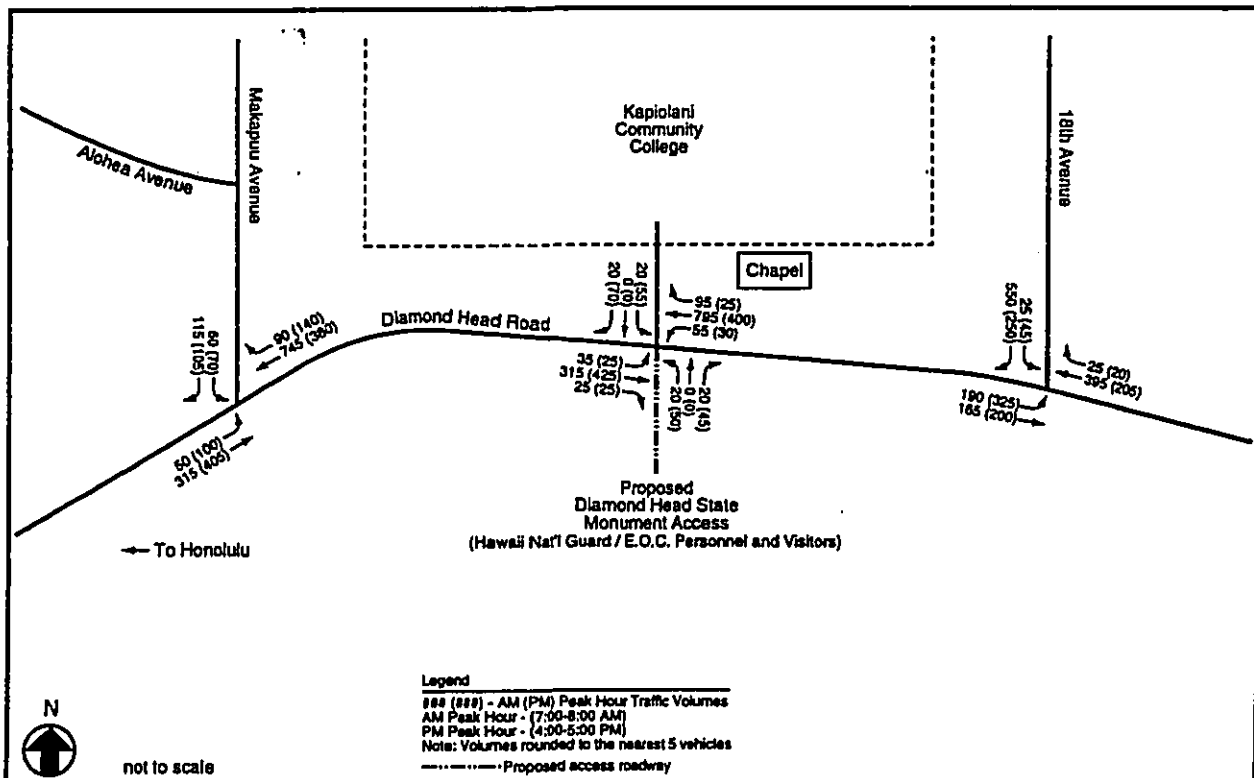 Kapiolani
Community
College
Makapuu Avenue
Alohea Avenue
18th Avenue
Chapel
Diamond Head Road
60 (70)
115 (105)
90 (140)
745 (360)
50 (100)
315 (405)
20 (55)
0 (0)
20 (70)
95 (25)
795 (400)
55 (30)
35 (25)
315 (425)
25 (25)
20 (45)
0 (0)
20 (50)
25 (45)
550 (250)
25 (20)
395 (205)
190 (325)
165 (200)
Proposed
Diamond Head State
Monument Access
(Hawaii Nat'l Guard / E.O.C. Personnel and Visitors)
To Honolulu
N
not to scale
Legend
### (###) - AM (PM) Peak Hour Traffic Volumes
AM Peak Hour - (7:00-8:00 AM)
PM Peak Hour - (4:00-5:00 PM)
Note: Volumes rounded to the nearest 5 vehicles
Proposed access roadway